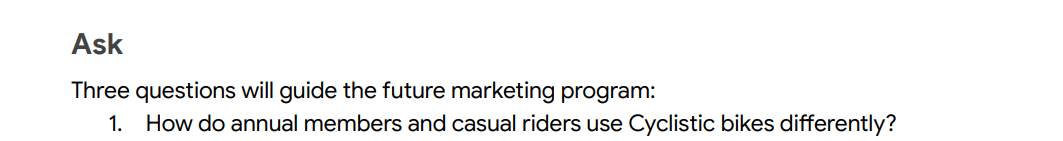 Ask
Three questions will guide the future marketing program:
1. How do annual members and casual riders use Cyclistic bikes differently?